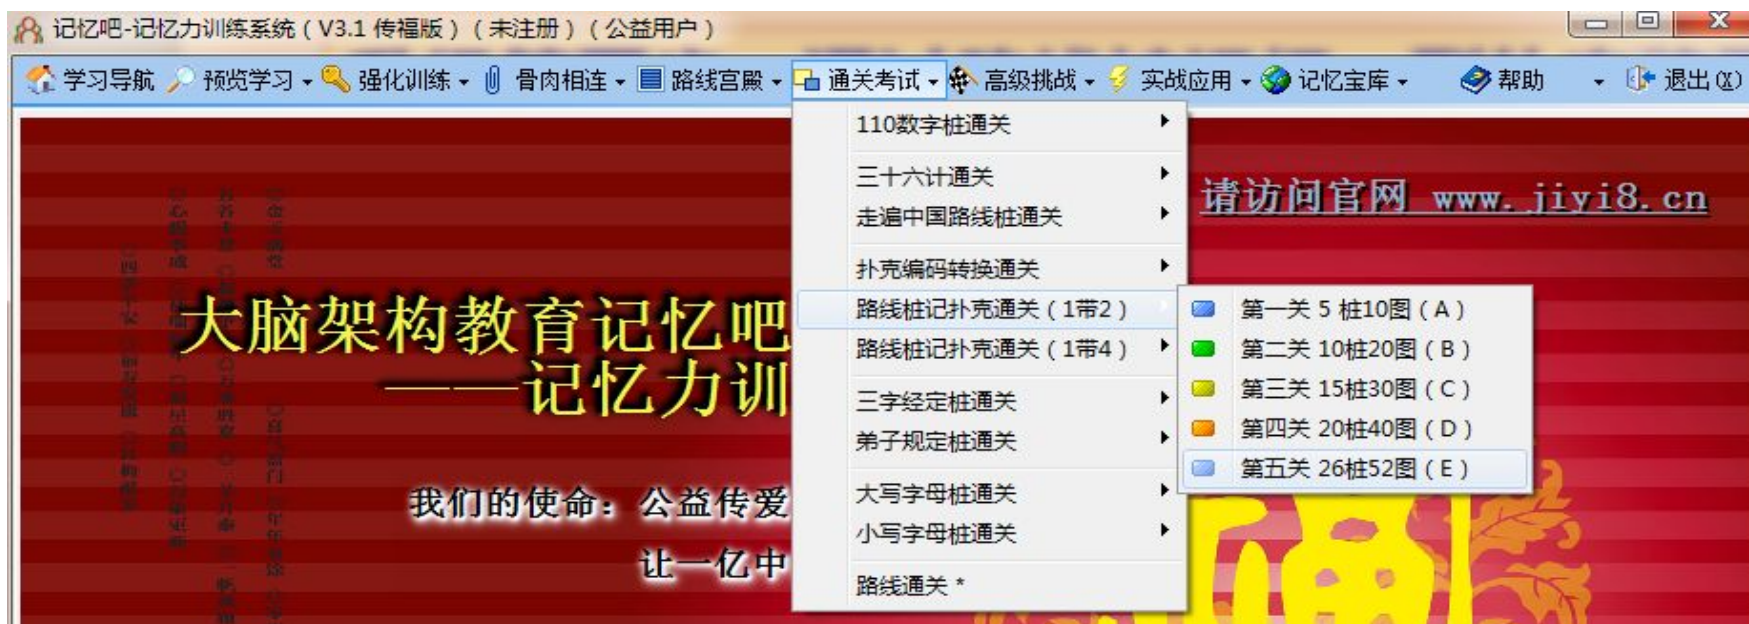 记忆吧-记忆力训练系统（V3.1 传福版）（未注册）（公益用户）
学习导航 预览学习 强化训练 骨肉相连 路线宫殿 通关考试 高级挑战 实战应用 记忆宝库 帮助 退出(X)
110数字桩通关
三十六计通关
走遍中国路线桩通关
扑克编码转换通关
路线桩记扑克通关（1带2）
路线桩记扑克通关（1带4）
三字经定桩通关
弟子规定桩通关
大写字母桩通关
小写字母桩通关
路线通关 *
第一关 5 桩10图（A）
第二关 10桩20图（B）
第三关 15桩30图（C）
第四关 20桩40图（D）
第五关 26桩52图（E）
请访问官网 www.jiyi8.cn
大脑架构教育记忆吧
——记忆力训
我们的使命：公益传爱
让一亿中